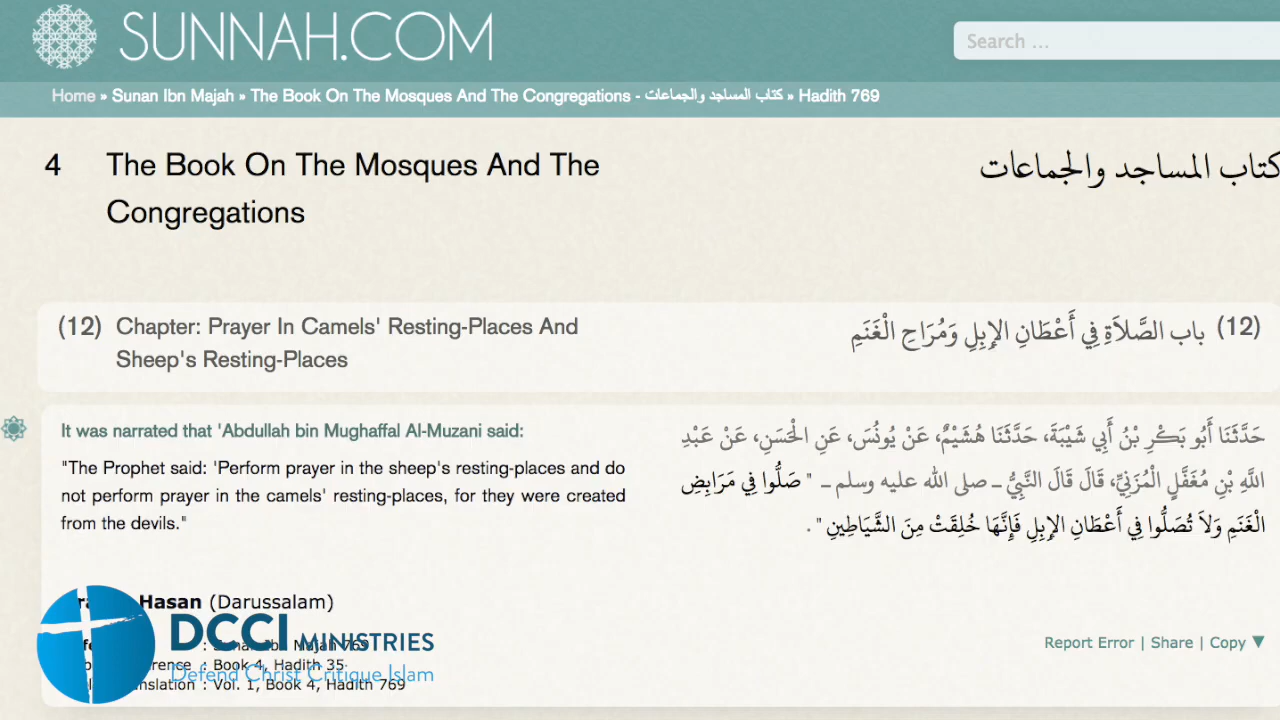 SUNNAH.COM
Search ...
Home » Sunan Ibn Majah » The Book On The Mosques And The Congregations - كتاب المساجد والجماعات » Hadith 769
4 The Book On The Mosques And The
Congregations
كتاب المساجد والجماعات
(12) Chapter: Prayer In Camels' Resting-Places And
Sheep's Resting-Places
(12) باب الصَّلاَةِ فِي أَعْطَانِ الإِبِلِ وَمُرَاحِ الْغَنَمِ
It was narrated that 'Abdullah bin Mughaffal Al-Muzani said:
"The Prophet said: 'Perform prayer in the sheep's resting-places and do
not perform prayer in the camels' resting-places, for they were created
from the devils."
حَدَّثَنَا أَبُو بَكْرِ بْنُ أَبِي شَيْبَةَ، حَدَّثَنَا هُشَيْمٌ، عَنْ يُونُسَ، عَنِ الْحَسَنِ، عَنْ عَبْدِ
اللَّهِ بْنِ مُغَفَّلٍ الْمُزَنِيِّ، قَالَ قَالَ النَّبِيُّ ـ صلى الله عليه وسلم ـ " صَلُّوا فِي مَرَابِضِ
الْغَنَمِ وَلاَ تُصَلُّوا فِي أَعْطَانِ الإِبِلِ فَإِنَّهَا خُلِقَتْ مِنَ الشَّيَاطِينِ " .
Hasan (Darussalam)
: Sunan Ibn Majah 769
: Book 4, Hadith 35
: Vol. 1, Book 4, Hadith 769
DCCI MINISTRIES
Defend Christ Critique Islam
Report Error | Share | Copy ▼